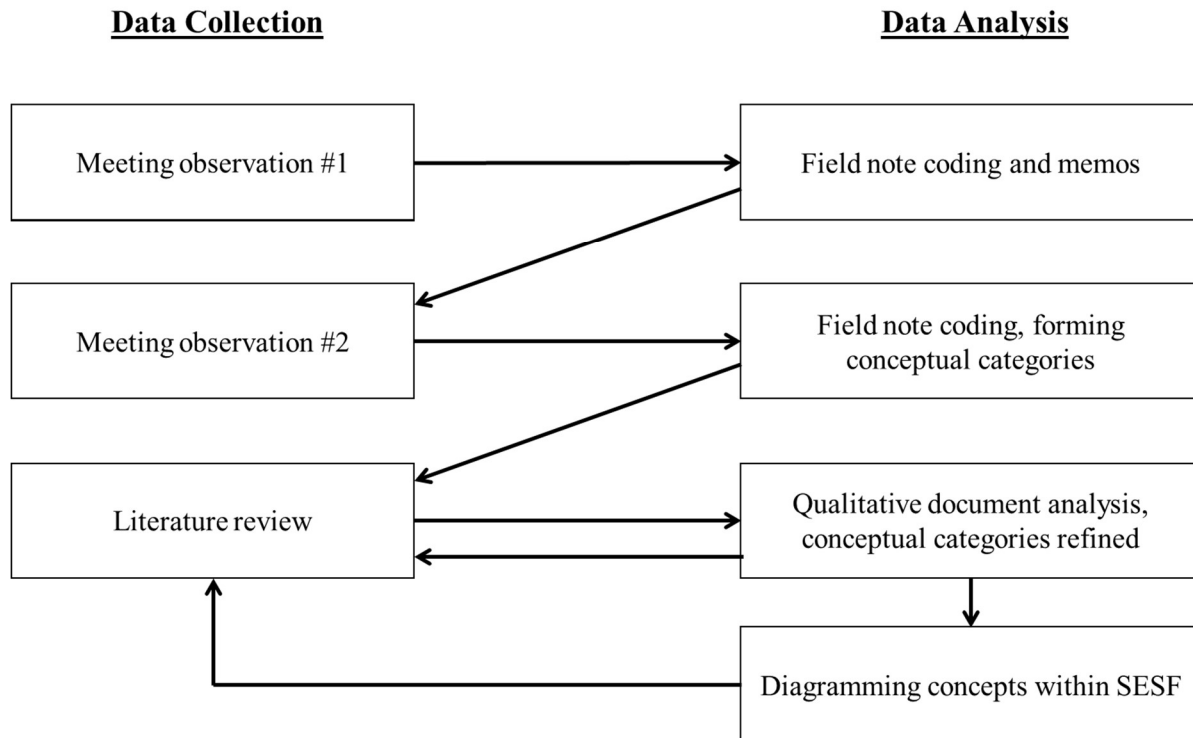 Data Collection
Data Analysis
Meeting observation #1
Field note coding and memos
Meeting observation #2
Field note coding, forming
conceptual categories
Literature review
Qualitative document analysis,
conceptual categories refined
Diagramming concepts within SESF